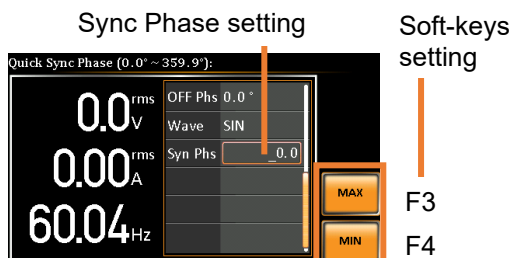 Sync Phase setting
Soft-keys
setting
Quick Sync Phase (0.0° ~ 359.9°):
0.0 rms V
OFF Phs 0.0 °
Wave SIN
0.00 rms A
Syn Phs _0.0
60.04 Hz
MAX F3
MIN F4